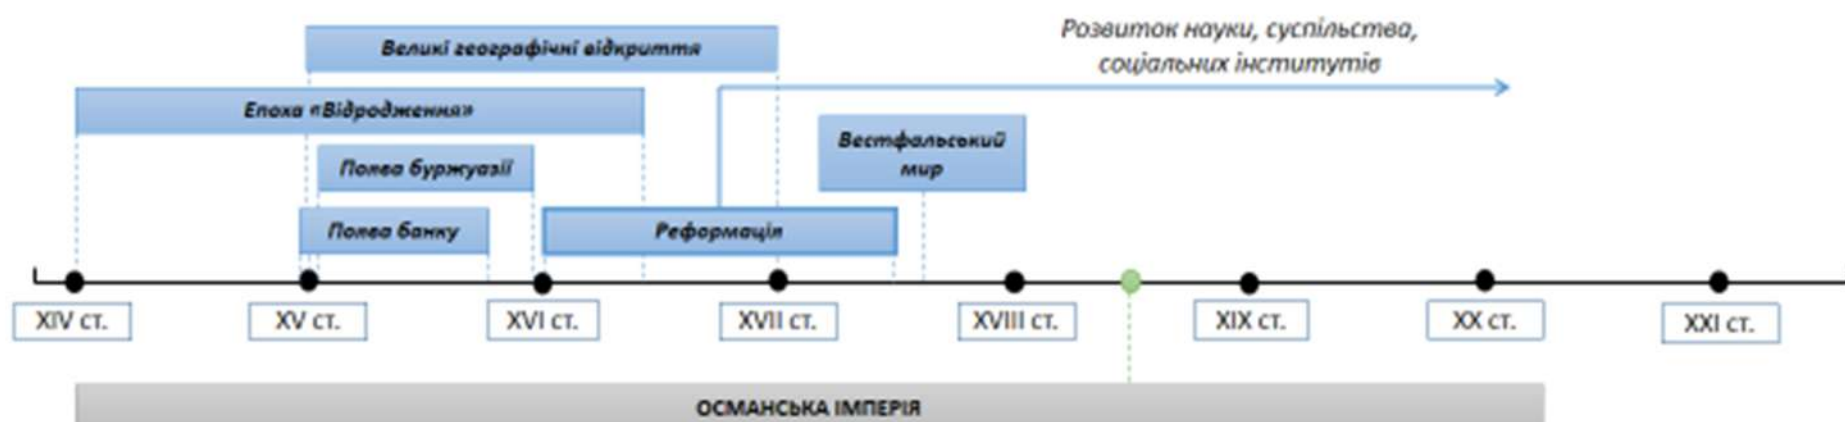 Великі географічні відкриття
Розвиток науки, суспільства,
соціальних інститутів
Епоха «Відродження»
Вестфальський
мир
Поява буржуазії
Поява банку
Реформація
XIV ст.
XV ст.
XVI ст.
XVII ст.
XVIII ст.
XIX ст.
XX ст.
XXI ст.
ОСМАНСЬКА ІМПЕРІЯ